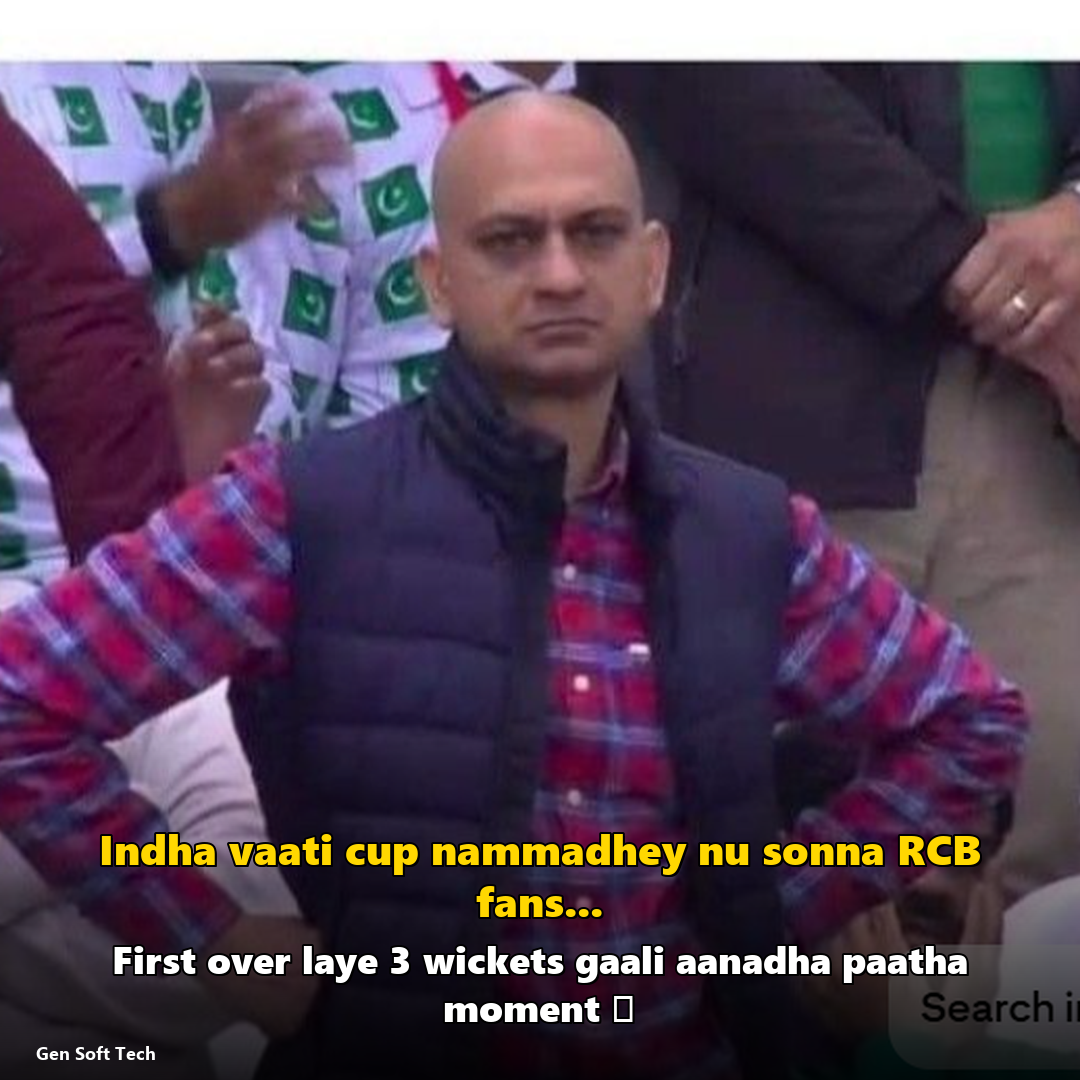 Indha vaati cup nammadhey nu sonna RCB
fans...
First over laye 3 wickets gaali aanadha paatha
moment
Search in
Gen Soft Tech